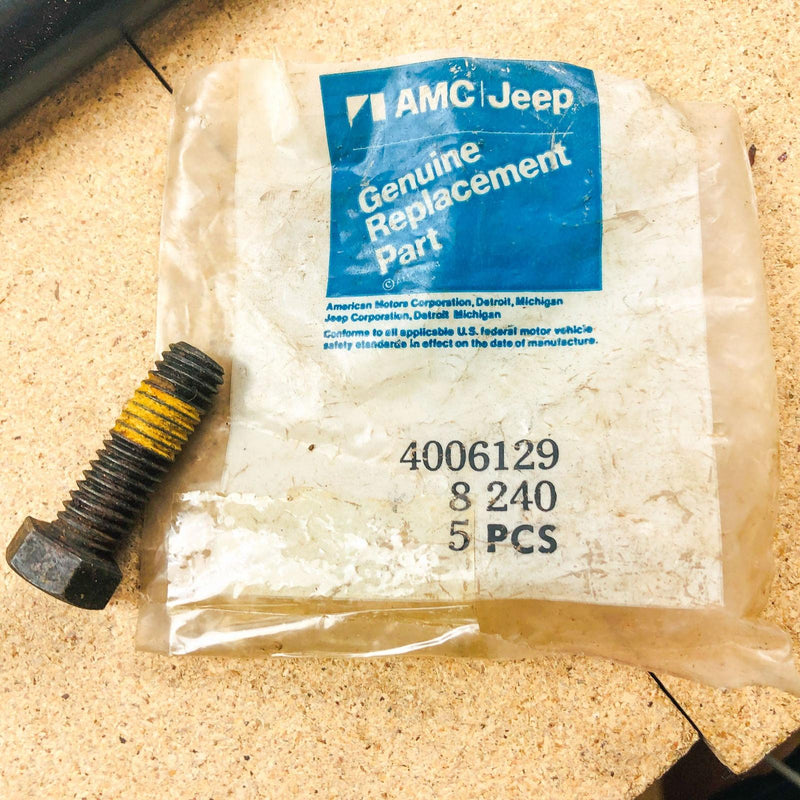 AMC|Jeep
Genuine
Replacement
Part
American Motors Corporation, Detroit, Michigan
Jeep Corporation, Detroit Michigan
Conforms to all applicable U.S. federal motor vehicle
safety standards in effect on the date of manufacture.
4006129
8 240
5 PCS